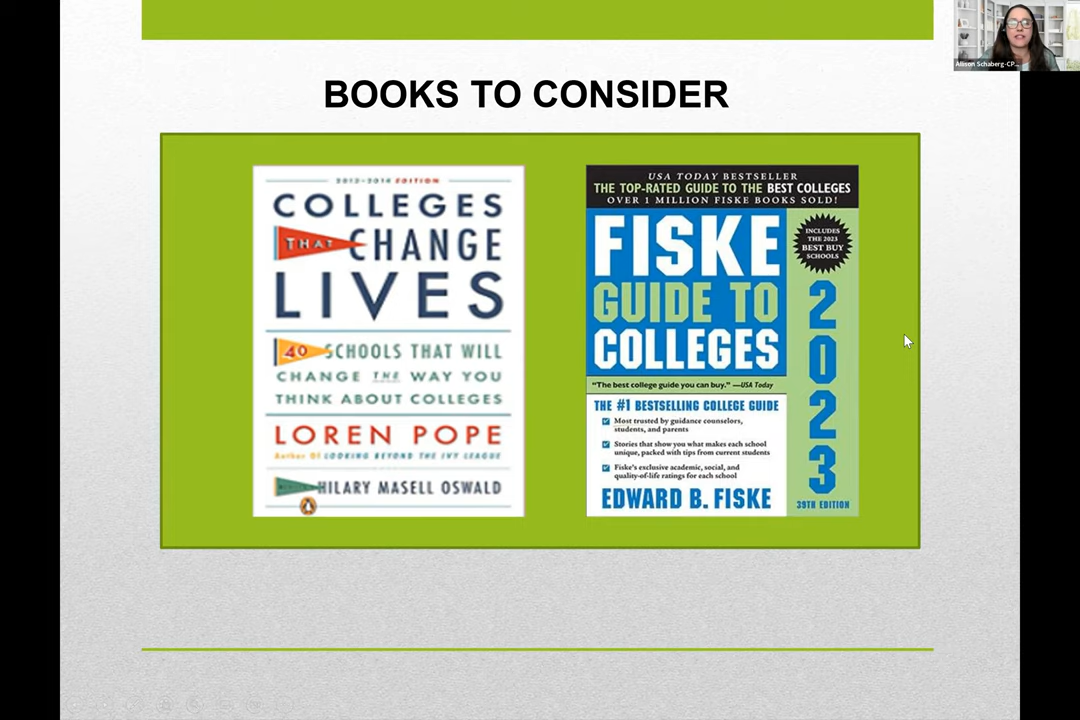 Allison Schaberg-CP...
BOOKS TO CONSIDER
2013-2014 EDITION
COLLEGES
THAT CHANGE
LIVES
40 SCHOOLS THAT WILL
CHANGE THE WAY YOU
THINK ABOUT COLLEGES
LOREN POPE
Author Of LOOKING BEYOND THE IVY LEAGUE
HILARY MASELL OSWALD
USA TODAY BESTSELLER
THE TOP-RATED GUIDE TO THE BEST COLLEGES
OVER 1 MILLION FISKE BOOKS SOLD!
FISKE
GUIDE TO
COLLEGES
"The best college guide you can buy." —USA Today
THE #1 BESTSELLING COLLEGE GUIDE
Most trusted by guidance counselors,
students, and parents
Stories that show you what makes each school
unique, packed with tips from current students
Fiske's exclusive academic, social, and
quality-of-life ratings for each school
EDWARD B. FISKE
INCLUDES
THE 2023
BEST BUY
SCHOOLS
2023
39TH EDITION